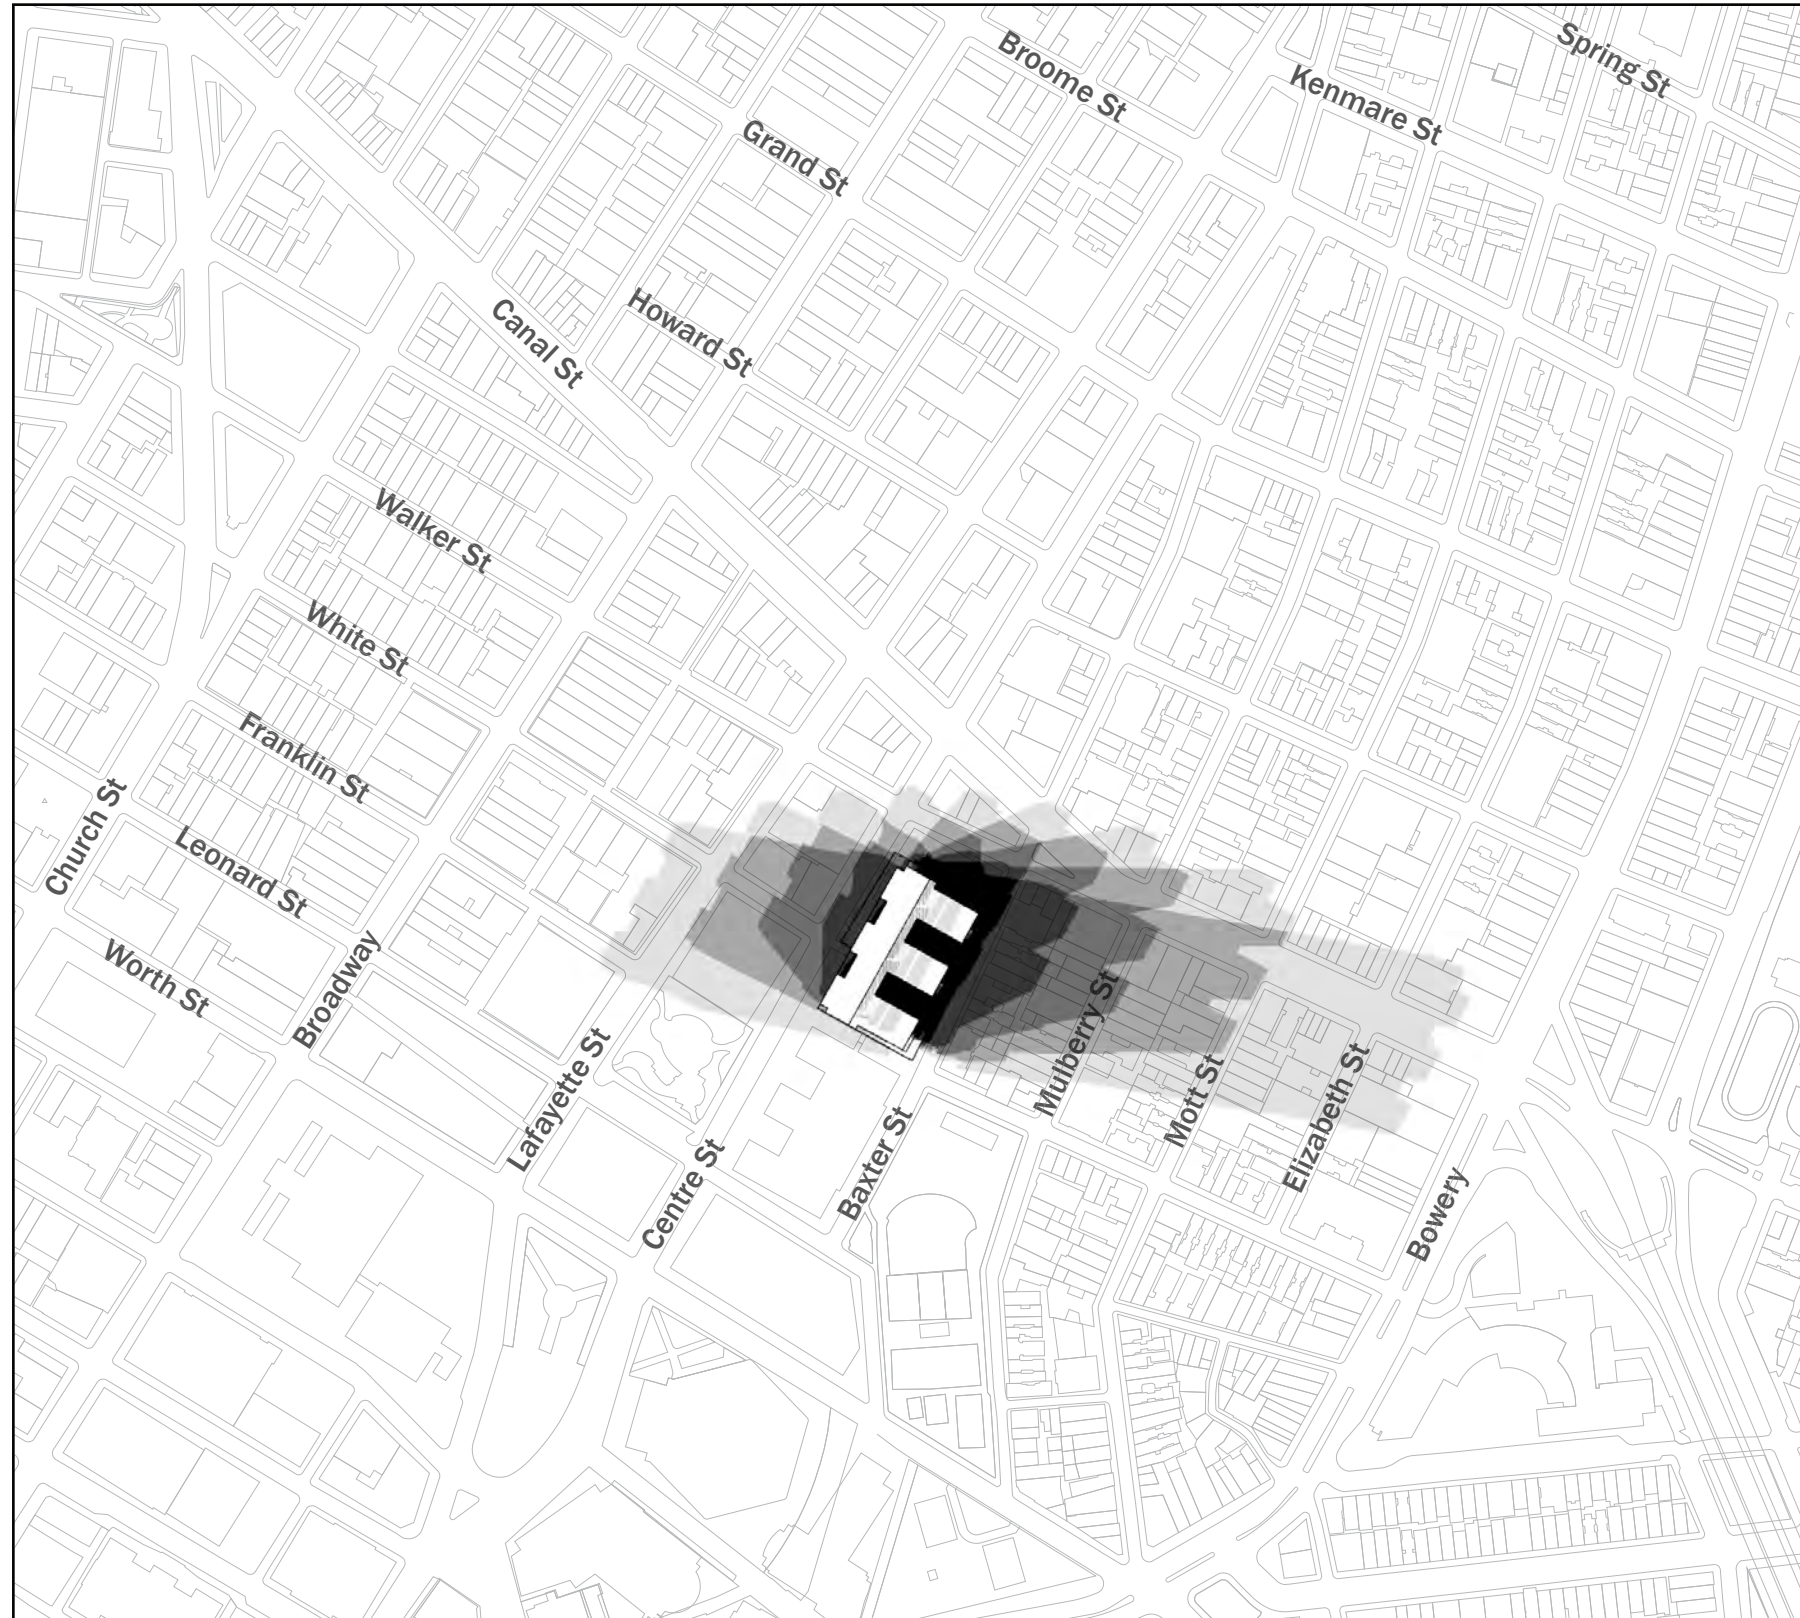 Spring St
Broome St
Kenmare St
Grand St
Howard St
Canal St
Walker St
White St
Franklin St
Church St
Leonard St
Worth St
Broadway
Lafayette St
Centre St
Baxter St
Mulberry St
Mott St
Elizabeth St
Bowery